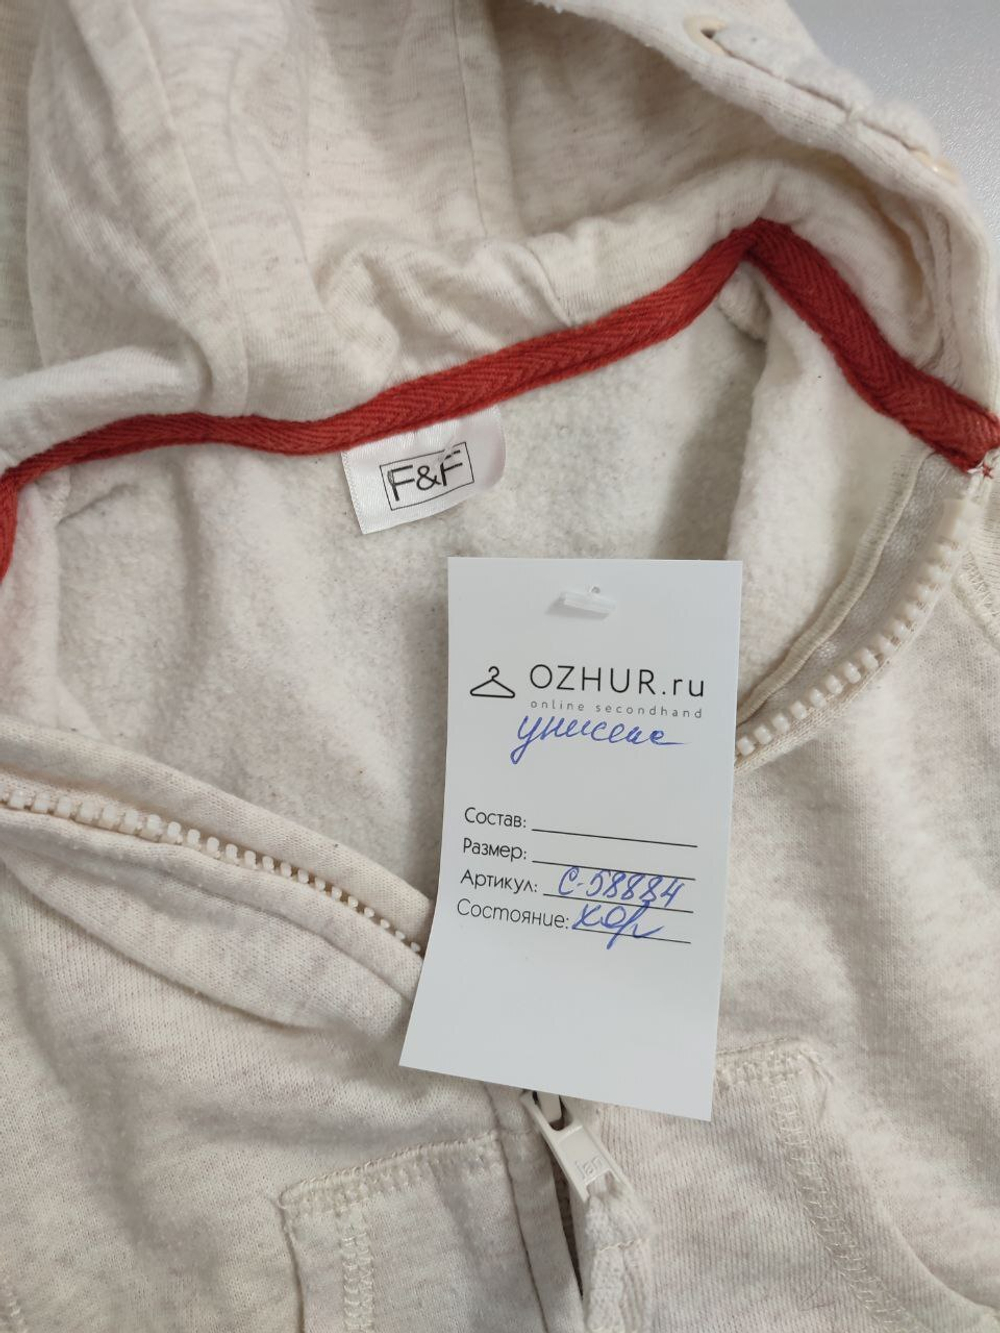 F&F
OZHUR.ru
online secondhand
унисекс
Состав:
Размер:
Артикул: С-58884
Состояние: хор